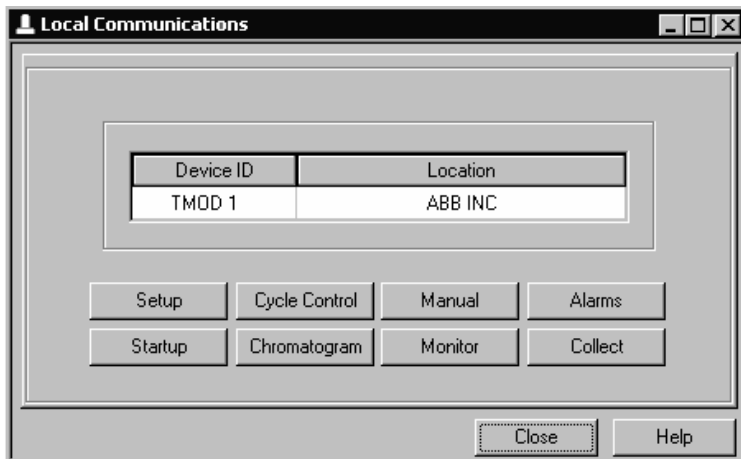 Local Communications
Device ID Location
TMOD 1 ABB INC
Setup Cycle Control Manual Alarms
Startup Chromatogram Monitor Collect
Close Help